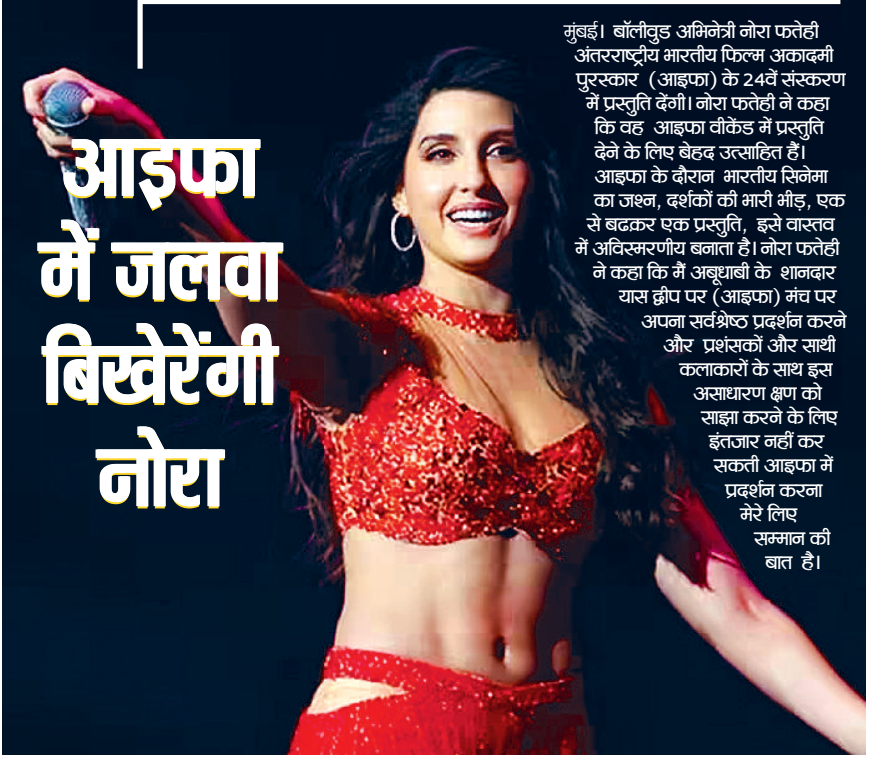 आइफा
में जलवा
बिखेरेंगी
नोरा
मुंबई। बॉलीवुड अभिनेत्री नोरा फतेही
अंतरराष्ट्रीय भारतीय फिल्म अकादमी
पुरस्कार (आइफा) के 24वें संस्करण
में प्रस्तुति देंगी। नोरा फतेही ने कहा
कि वह आइफा वीकेंड में प्रस्तुति
देने के लिए बेहद उत्साहित हैं।
आइफा के दौरान भारतीय सिनेमा
का जश्न, दर्शकों की भारी भीड़, एक
से बढक़र एक प्रस्तुति, इसे वास्तव
में अविस्मरणीय बनाता है। नोरा फतेही
ने कहा कि मैं अबूधाबी के शानदार
यास द्वीप पर (आइफा) मंच पर
अपना सर्वश्रेष्ठ प्रदर्शन करने
और प्रशंसकों और साथी
कलाकारों के साथ इस
असाधारण क्षण को
साझा करने के लिए
इंतजार नहीं कर
सकती आइफा में
प्रदर्शन करना
मेरे लिए
सम्मान की
बात है।